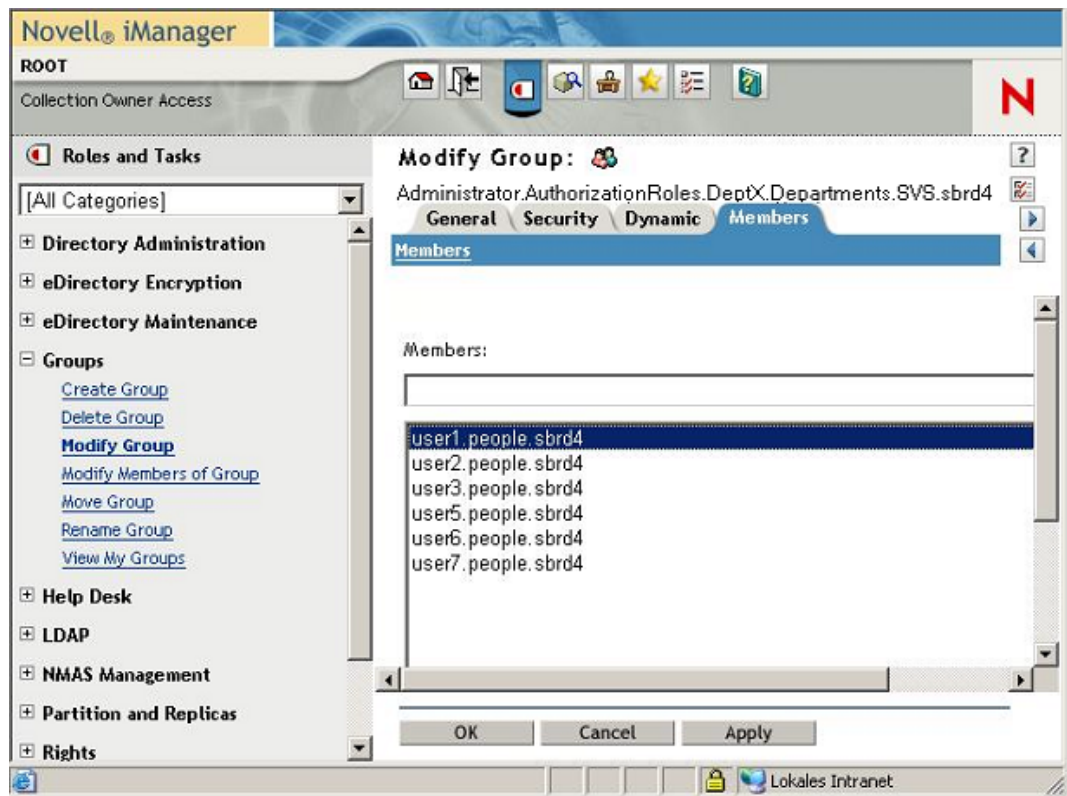 Novell® iManager
ROOT
Collection Owner Access
N
Roles and Tasks
[All Categories]
Directory Administration
eDirectory Encryption
eDirectory Maintenance
Groups
Create Group
Delete Group
Modify Group
Modify Members of Group
Move Group
Rename Group
View My Groups
Help Desk
LDAP
NMAS Management
Partition and Replicas
Rights
Modify Group:
?
Administrator.AuthorizationRoles.DeptX.Departments.SVS.sbrd4
General Security Dynamic Members
Members
Members:
user1.people.sbrd4
user2.people.sbrd4
user3.people.sbrd4
user5.people.sbrd4
user6.people.sbrd4
user7.people.sbrd4
OK Cancel Apply
Lokales Intranet